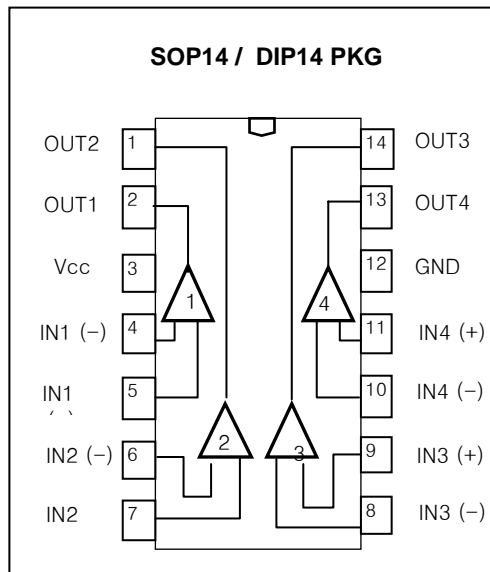 SOP14 / DIP14 PKG
OUT2
1
14
OUT3
OUT1
2
13
OUT4
Vcc
3
12
GND
1
4
IN1 (−)
4
11
IN4 (+)
IN1
5
10
IN4 (−)
IN2 (−)
6
2
3
9
IN3 (+)
IN2
7
8
IN3 (−)